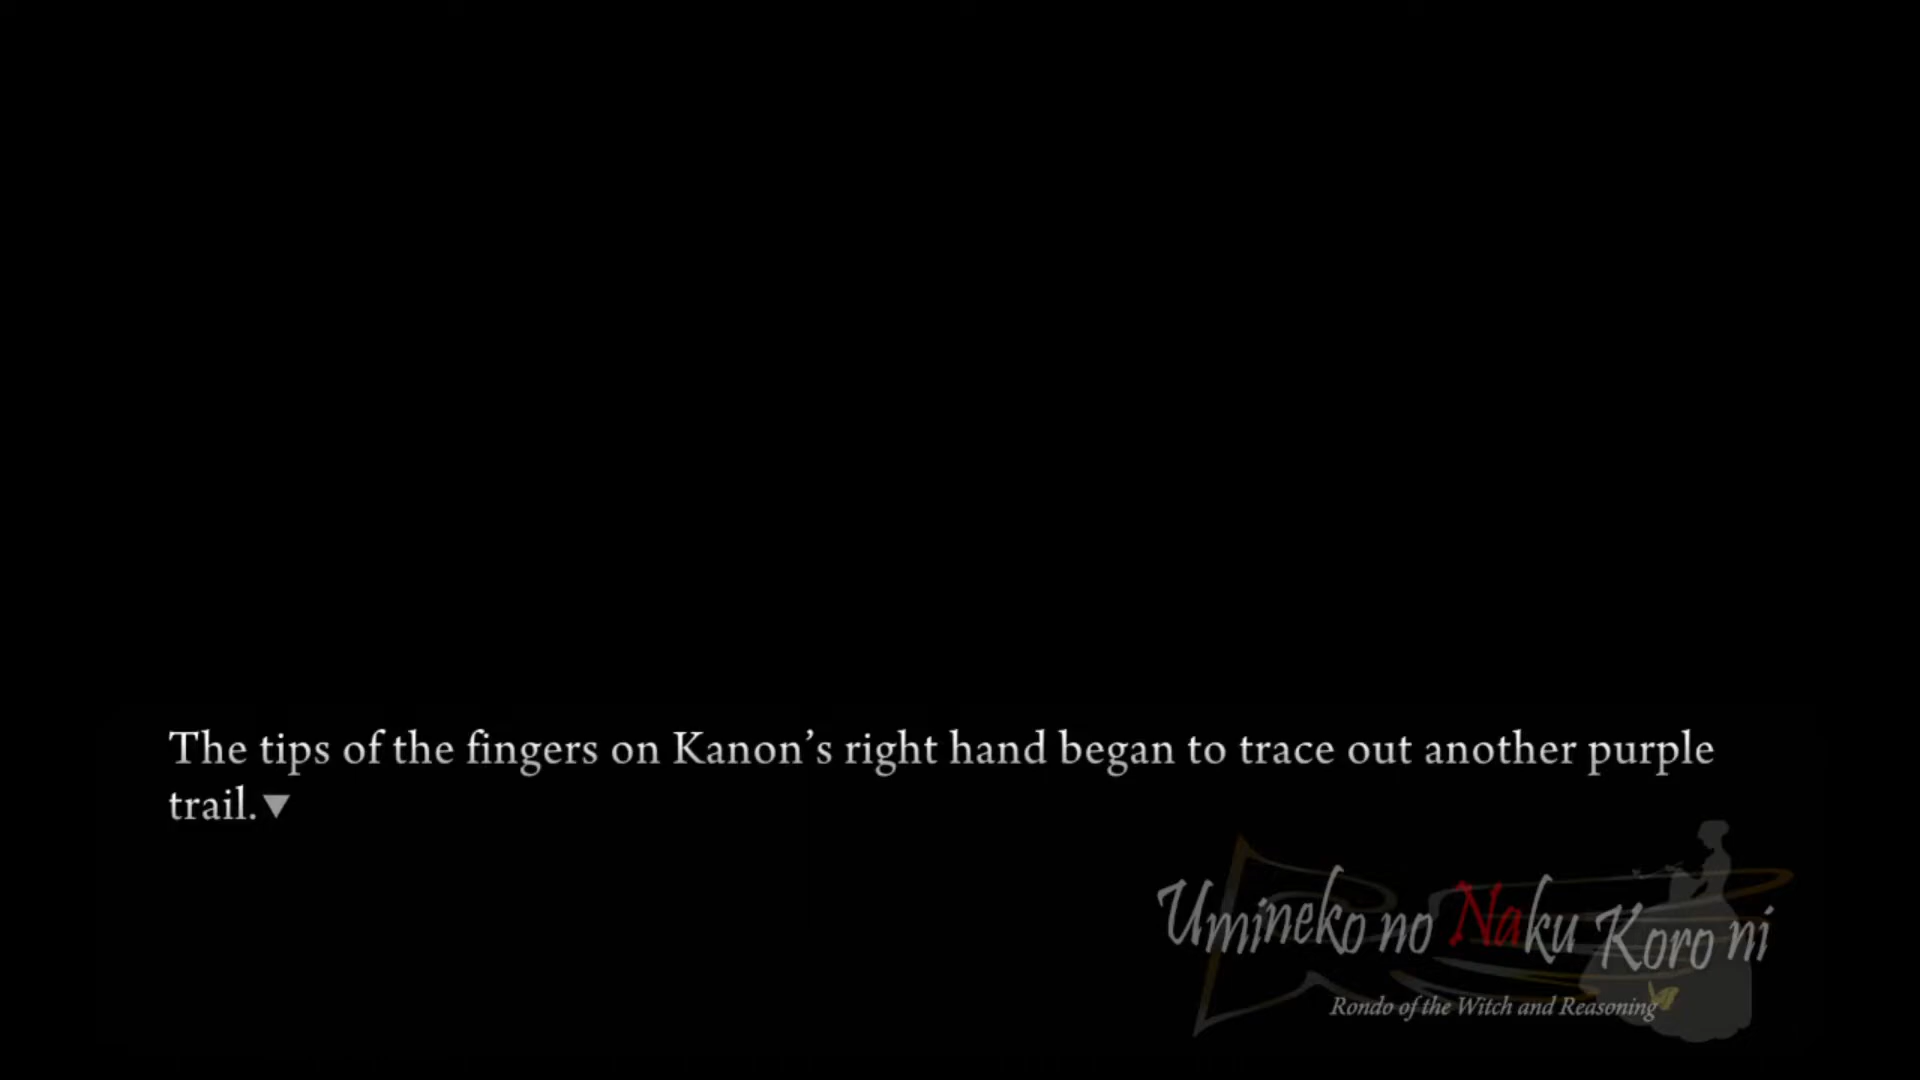 The tips of the fingers on Kanon’s right hand began to trace out another purple
trail.▼
Umineko no Naku Koro ni
Rondo of the Witch and Reasoning